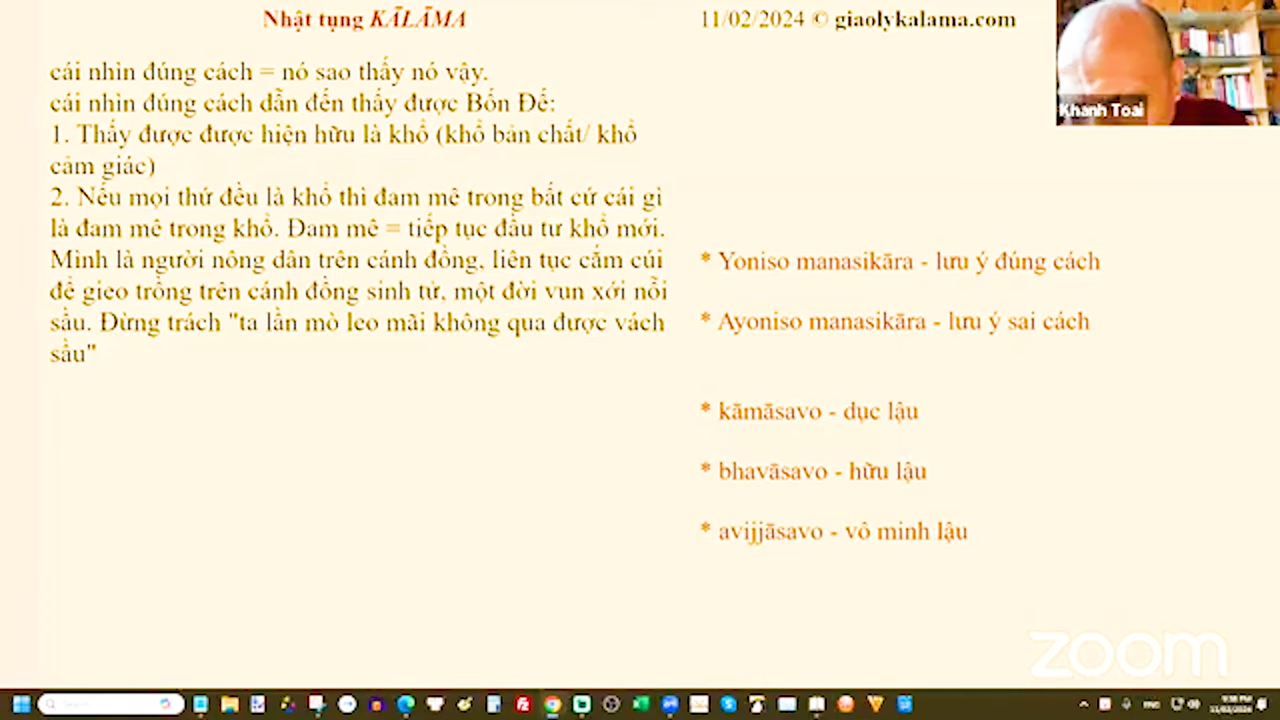 Nhật tụng KĀLĀMA
11/02/2024 © giaolykalama.com
Khanh Toai
cái nhìn đúng cách = nó sao thấy nó vậy.
cái nhìn đúng cách dẫn đến thấy được Bốn Đế:
1. Thấy được được hiện hữu là khổ (khổ bản chất/ khổ
cảm giác)
2. Nếu mọi thứ đều là khổ thì đam mê trong bất cứ cái gì
là đam mê trong khổ. Đam mê = tiếp tục đầu tư khổ mới.
Mình là người nông dân trên cánh đồng, liên tục cắm cúi
để gieo trồng trên cánh đồng sinh tử, một đời vun xới nỗi
sầu. Đừng trách "ta lần mò leo mãi không qua được vách
sầu"
* Yoniso manasikāra - lưu ý đúng cách
* Ayoniso manasikāra - lưu ý sai cách
* kāmāsavo - dục lậu
* bhavāsavo - hữu lậu
* avijjāsavo - vô minh lậu
zoom